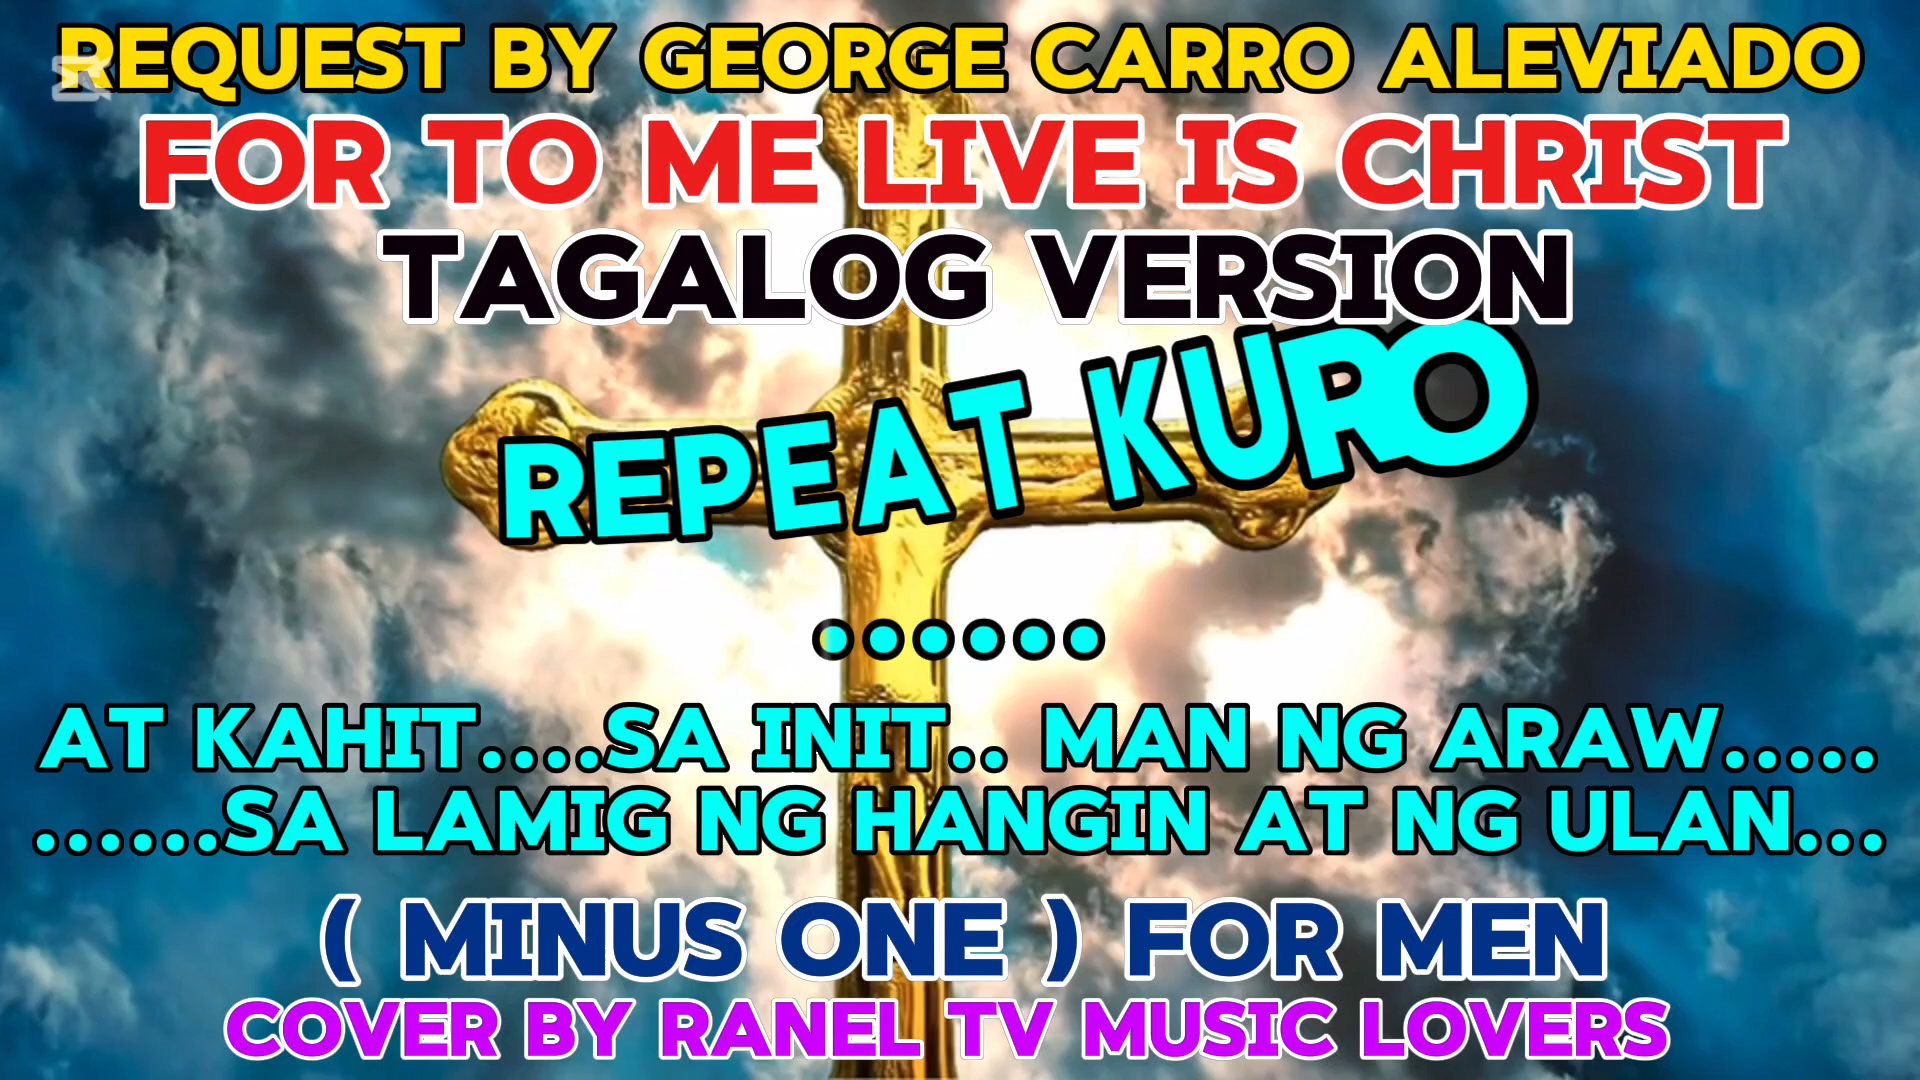 REQUEST BY GEORGE CARRO ALEVIADO
FOR TO ME LIVE IS CHRIST
TAGALOG VERSION
REPEAT KURO
......
AT KAHIT....SA INIT.. MAN NG ARAW.....
......SA LAMIG NG HANGIN AT NG ULAN...
( MINUS ONE ) FOR MEN
COVER BY RANEL TV MUSIC LOVERS